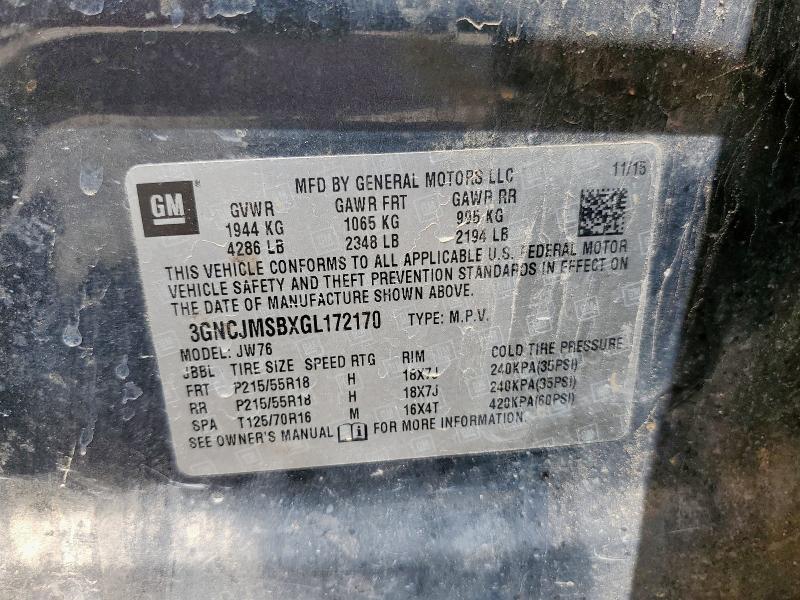 GM
MFD BY GENERAL MOTORS LLC
11/15
GVWR GAWR FRT GAWR RR
1944 KG 1065 KG 995 KG
4286 LB 2348 LB 2194 LB
THIS VEHICLE CONFORMS TO ALL APPLICABLE U.S. FEDERAL MOTOR
VEHICLE SAFETY AND THEFT PREVENTION STANDARDS IN EFFECT ON
THE DATE OF MANUFACTURE SHOWN ABOVE.
3GNCJMSBXGL172170 TYPE: M.P.V.
MODEL: JW76
JBBL TIRE SIZE SPEED RTG RIM COLD TIRE PRESSURE
FRT P215/55R18 H 18X7J 240KPA(35PSI)
RR P215/55R18 H 18X7J 240KPA(35PSI)
SPA T125/70R16 M 16X4T 420KPA(60PSI)
SEE OWNER'S MANUAL FOR MORE INFORMATION